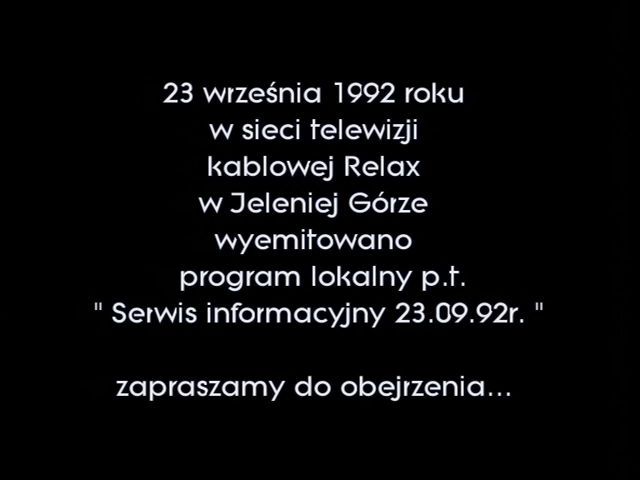 23 września 1992 roku
w sieci telewizji
kablowej Relax
w Jeleniej Górze
wyemitowano
program lokalny p.t.
" Serwis informacyjny 23.09.92r. "
zapraszamy do obejrzenia...